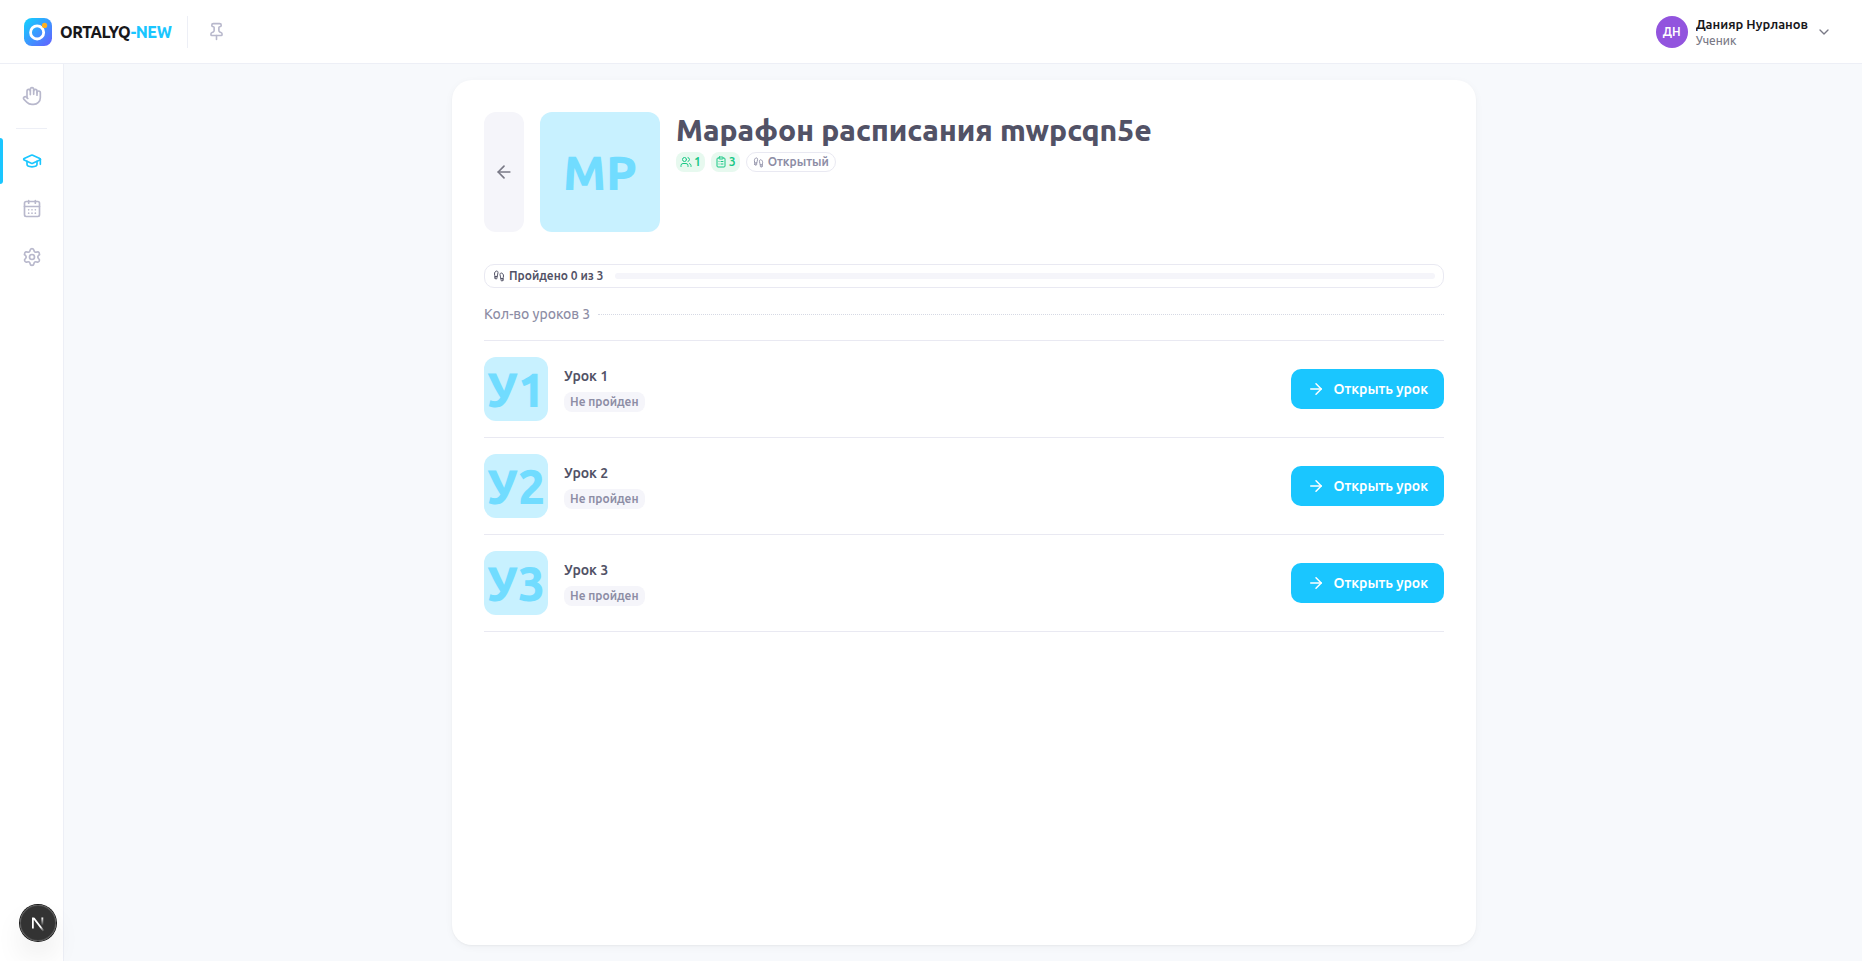 ORTALYQ-NEW
ДН
Данияр Нурланов
Ученик
МР
Марафон расписания mwpcqn5e
1
3
Открытый
Пройдено 0 из 3
Кол-во уроков 3
У1
Урок 1
Не пройден
Открыть урок
У2
Урок 2
Не пройден
Открыть урок
У3
Урок 3
Не пройден
Открыть урок
N